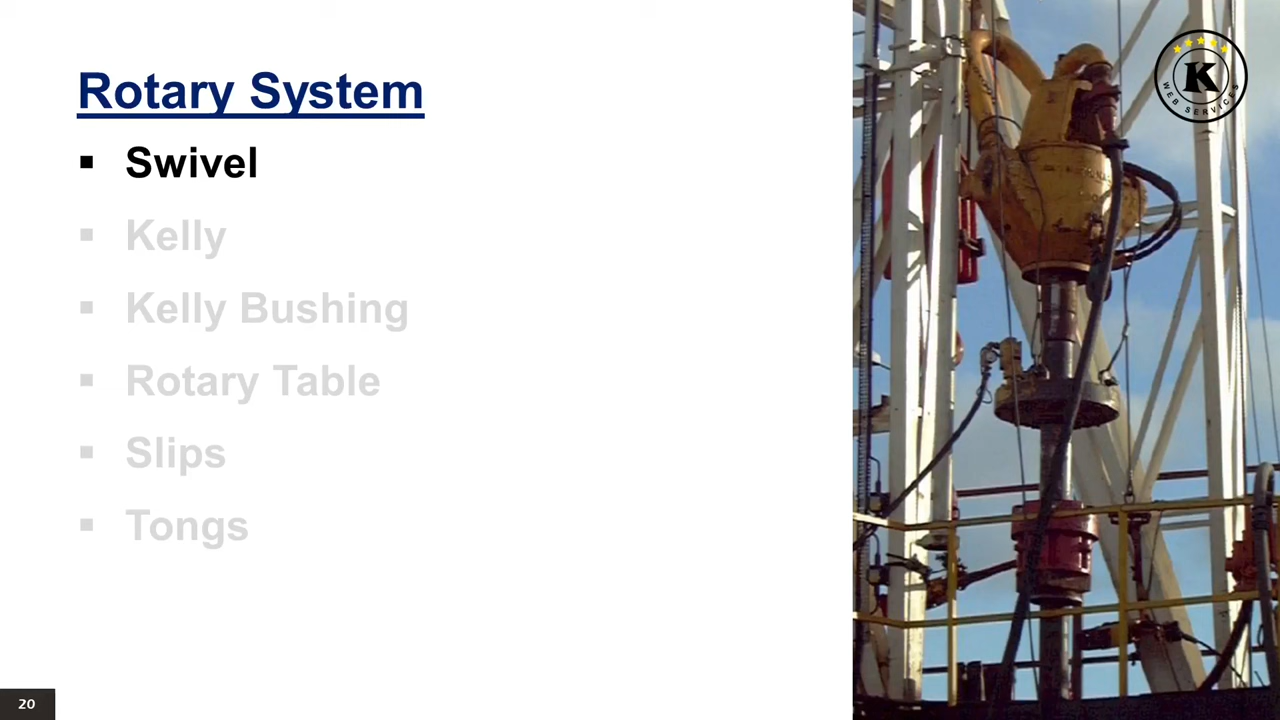 Rotary System
▪ Swivel
▪ Kelly
▪ Kelly Bushing
▪ Rotary Table
▪ Slips
▪ Tongs
20
K
WEB SERVICES